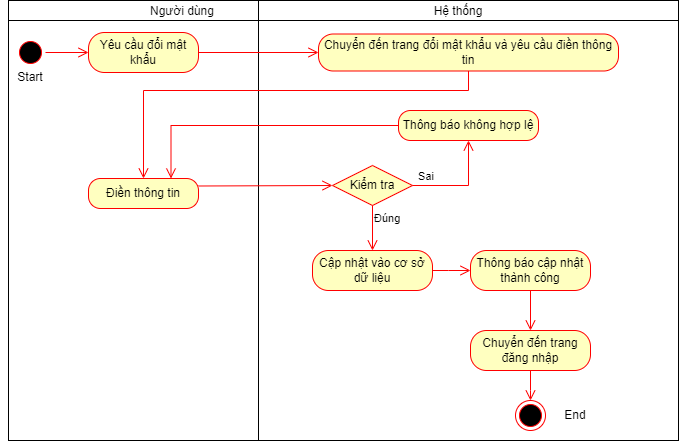 Người dùng
Hệ thống
Start
Yêu cầu đổi mật
khẩu
Chuyển đến trang đổi mật khẩu và yêu cầu điền thông
tin
Thông báo không hợp lệ
Điền thông tin
Kiểm tra
Sai
Đúng
Cập nhật vào cơ sở
dữ liệu
Thông báo cập nhật
thành công
Chuyển đến trang
đăng nhập
End